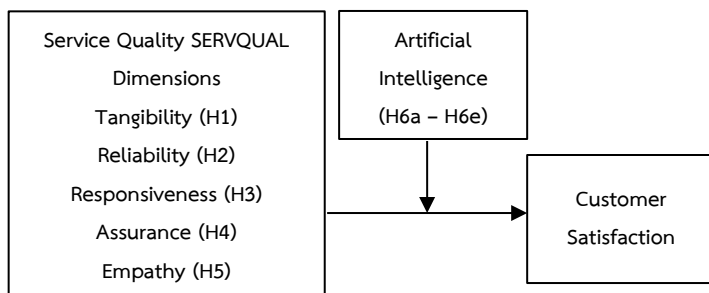 Service Quality SERVQUAL
Dimensions
Tangibility (H1)
Reliability (H2)
Responsiveness (H3)
Assurance (H4)
Empathy (H5)
Artificial
Intelligence
(H6a – H6e)
Customer
Satisfaction